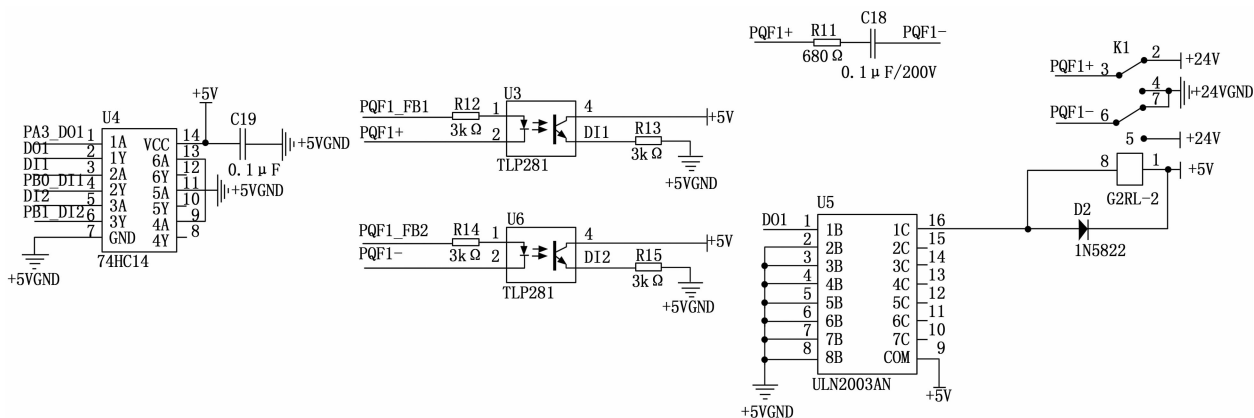 PQF1+
R11
680Ω
C18
0.1μF/200V
PQF1-
K1
2
+24V
PQF1+ 3
4
7
+24VGND
PQF1- 6
5
+24V
8
1
+5V
G2RL-2
D2
1N5822
+5V
U4
C19
+5VGND
0.1μF
PA3_DO1 1 1A VCC 14
DO1 2 1Y 6A 13
DI1 3 2A 6Y 12
PB0_DI1 4 2Y 5A 11 +5VGND
DI2 5 3A 5Y 10
PB1_DI2 6 3Y 4A 9
7 GND 4Y 8
74HC14
+5VGND
U3
PQF1_FB1 R12 1 4 +5V
3kΩ
PQF1+ 2 DI1 R13
3kΩ
TLP281
+5VGND
U6
PQF1_FB2 R14 1 4 +5V
3kΩ
PQF1- 2 DI2 R15
3kΩ
TLP281
+5VGND
U5
DO1 1 1B 1C 16
2 2B 2C 15
3 3B 3C 14
4 4B 4C 13
5 5B 5C 12
6 6B 6C 11
7 7B 7C 10
8 8B COM 9
ULN2003AN
+5V
+5VGND